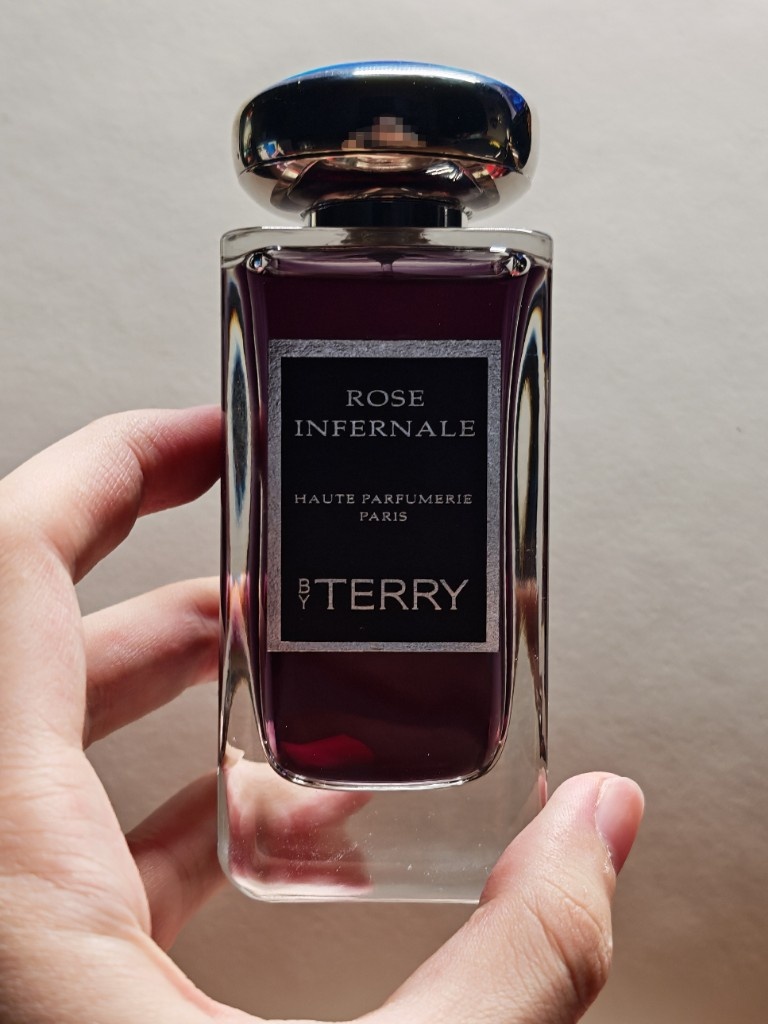 ROSE
INFERNALE
HAUTE PARFUMERIE
PARIS
BY TERRY